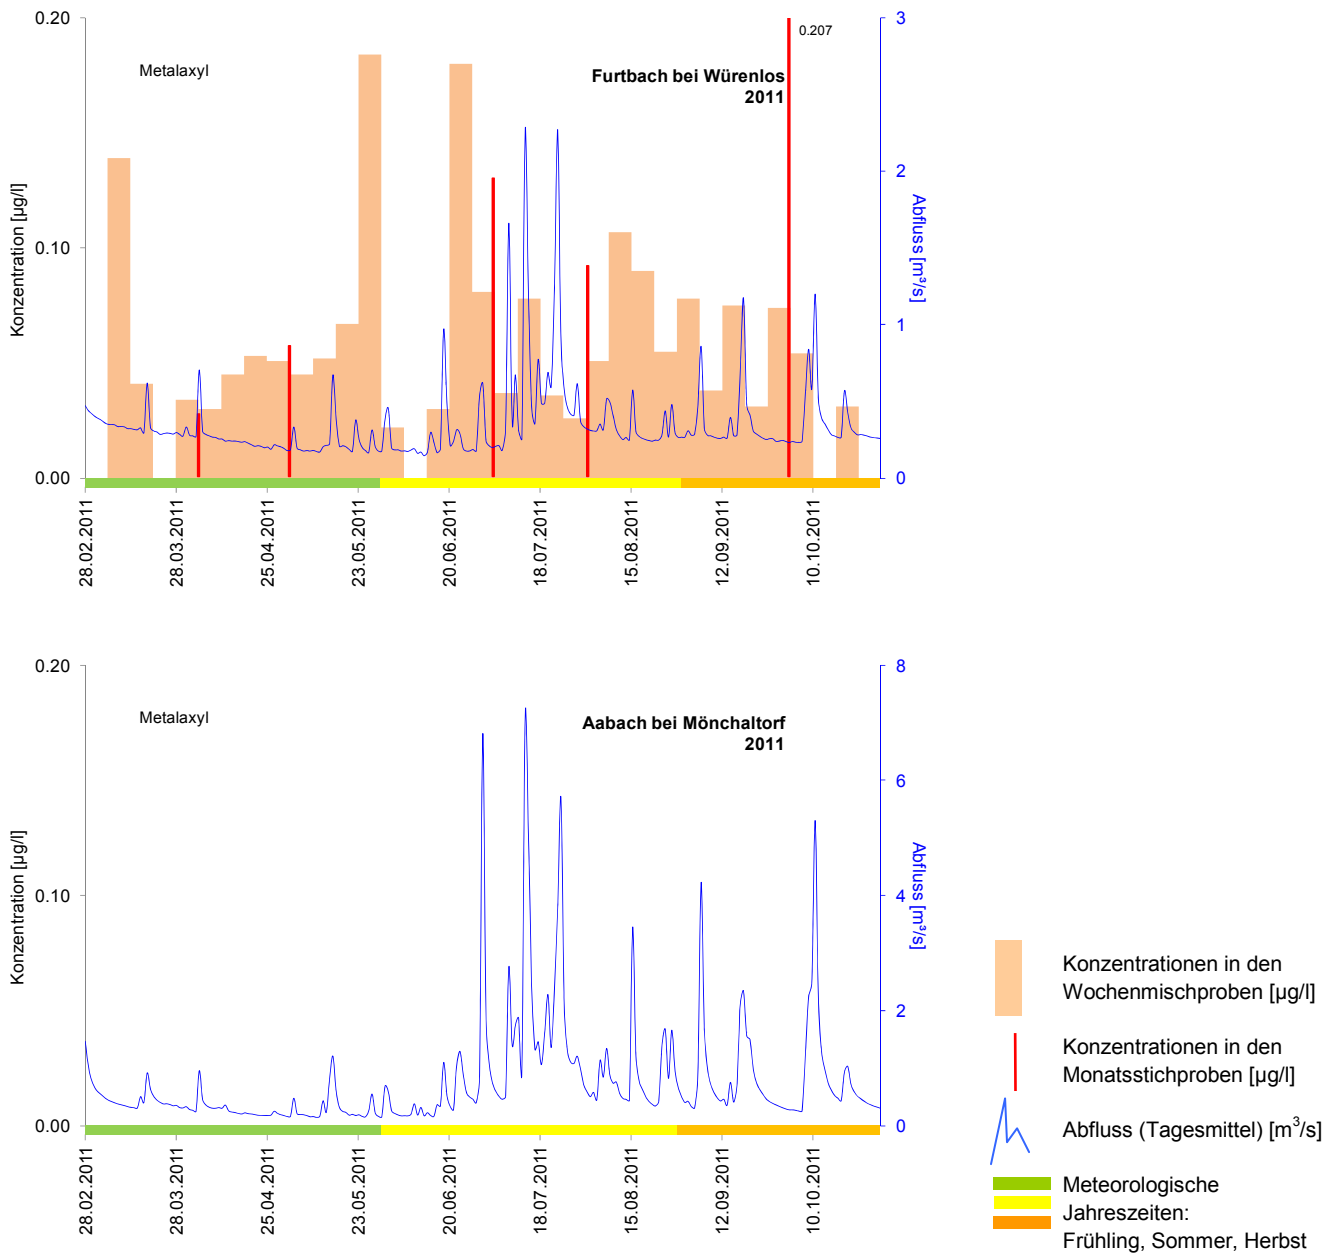 0.20
0.10
0.00
Konzentration [µg/l]
Metalaxyl
Furtbach bei Würenlos
2011
0.207
3
2
1
0
Abfluss [m³/s]
28.02.2011
28.03.2011
25.04.2011
23.05.2011
20.06.2011
18.07.2011
15.08.2011
12.09.2011
10.10.2011
0.20
0.10
0.00
Konzentration [µg/l]
Metalaxyl
Aabach bei Mönchaltorf
2011
8
6
4
2
0
Abfluss [m³/s]
28.02.2011
28.03.2011
25.04.2011
23.05.2011
20.06.2011
18.07.2011
15.08.2011
12.09.2011
10.10.2011
Konzentrationen in den
Wochenmischproben [µg/l]
Konzentrationen in den
Monatsstichproben [µg/l]
Abfluss (Tagesmittel) [m³/s]
Meteorologische
Jahreszeiten:
Frühling, Sommer, Herbst